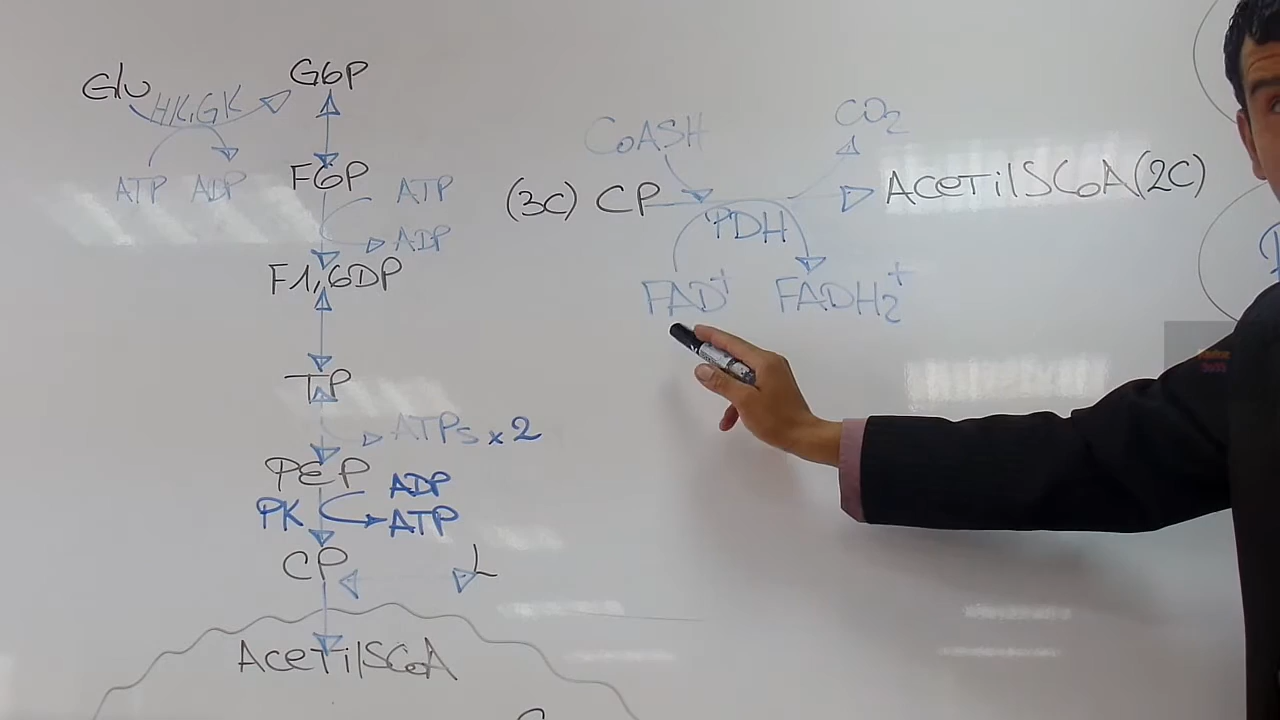 Glu
HK,GK
G6P
ATP ADP
F6P
ATP
ADP
F1,6DP
TP
ATPs x 2
PEP
ADP
PK
ATP
CP
L
AcetilSCoA
CoASH
CO2
(3C) CP
AcetilSCoA (2C)
PDH
FAD+
FADH2+